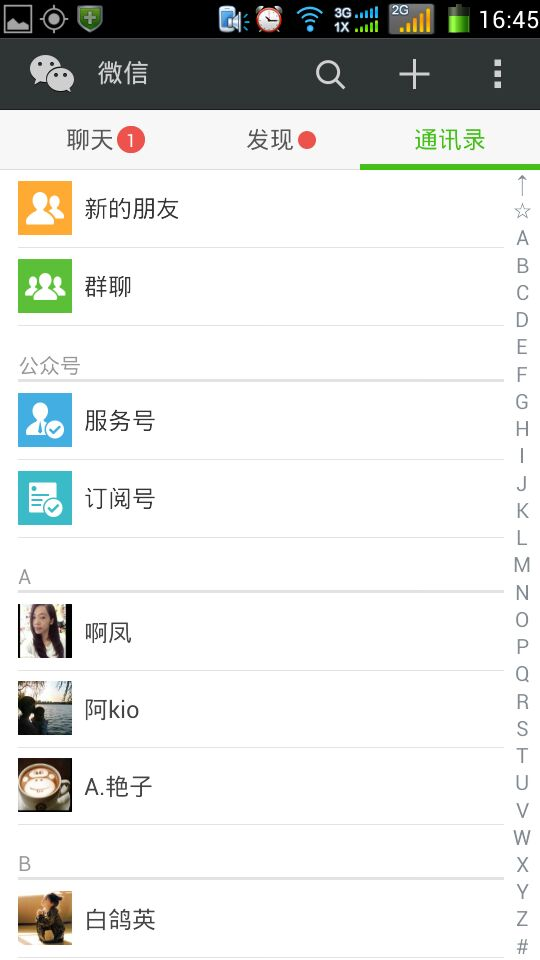 3G
1X
2G
16:45
微信
聊天 1
发现
通讯录
新的朋友
群聊
公众号
服务号
订阅号
A
啊凤
阿kio
A.艳子
B
白鸽英
↑
☆
A
B
C
D
E
F
G
H
I
J
K
L
M
N
O
P
Q
R
S
T
U
V
W
X
Y
Z
#